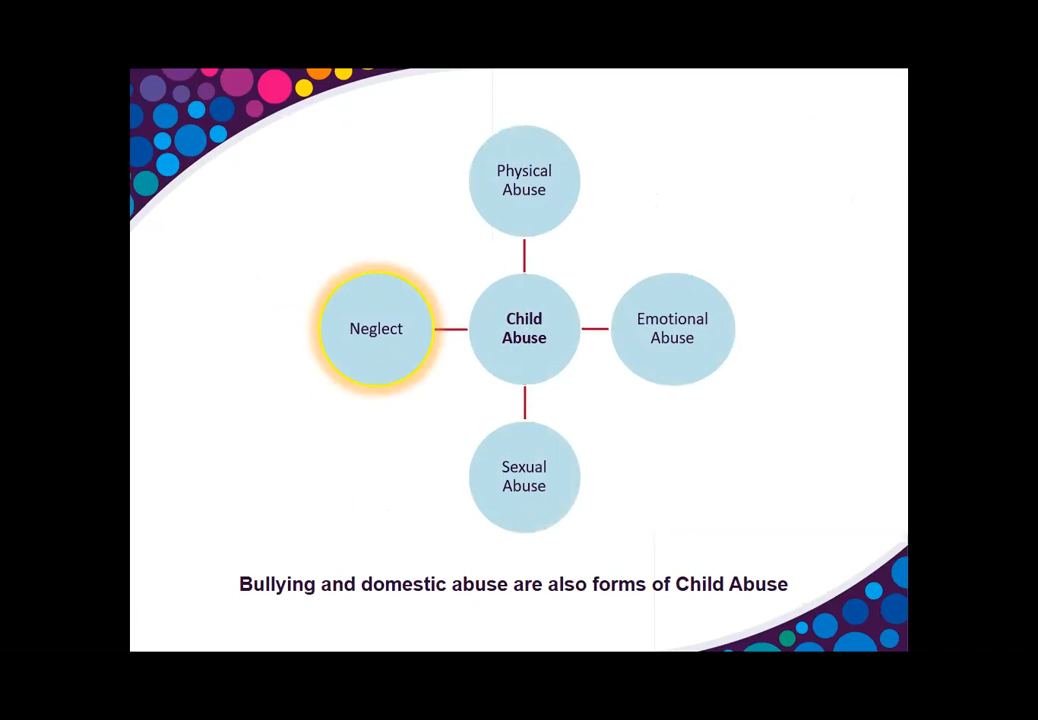 Physical
Abuse
Neglect
Child
Abuse
Emotional
Abuse
Sexual
Abuse
Bullying and domestic abuse are also forms of Child Abuse